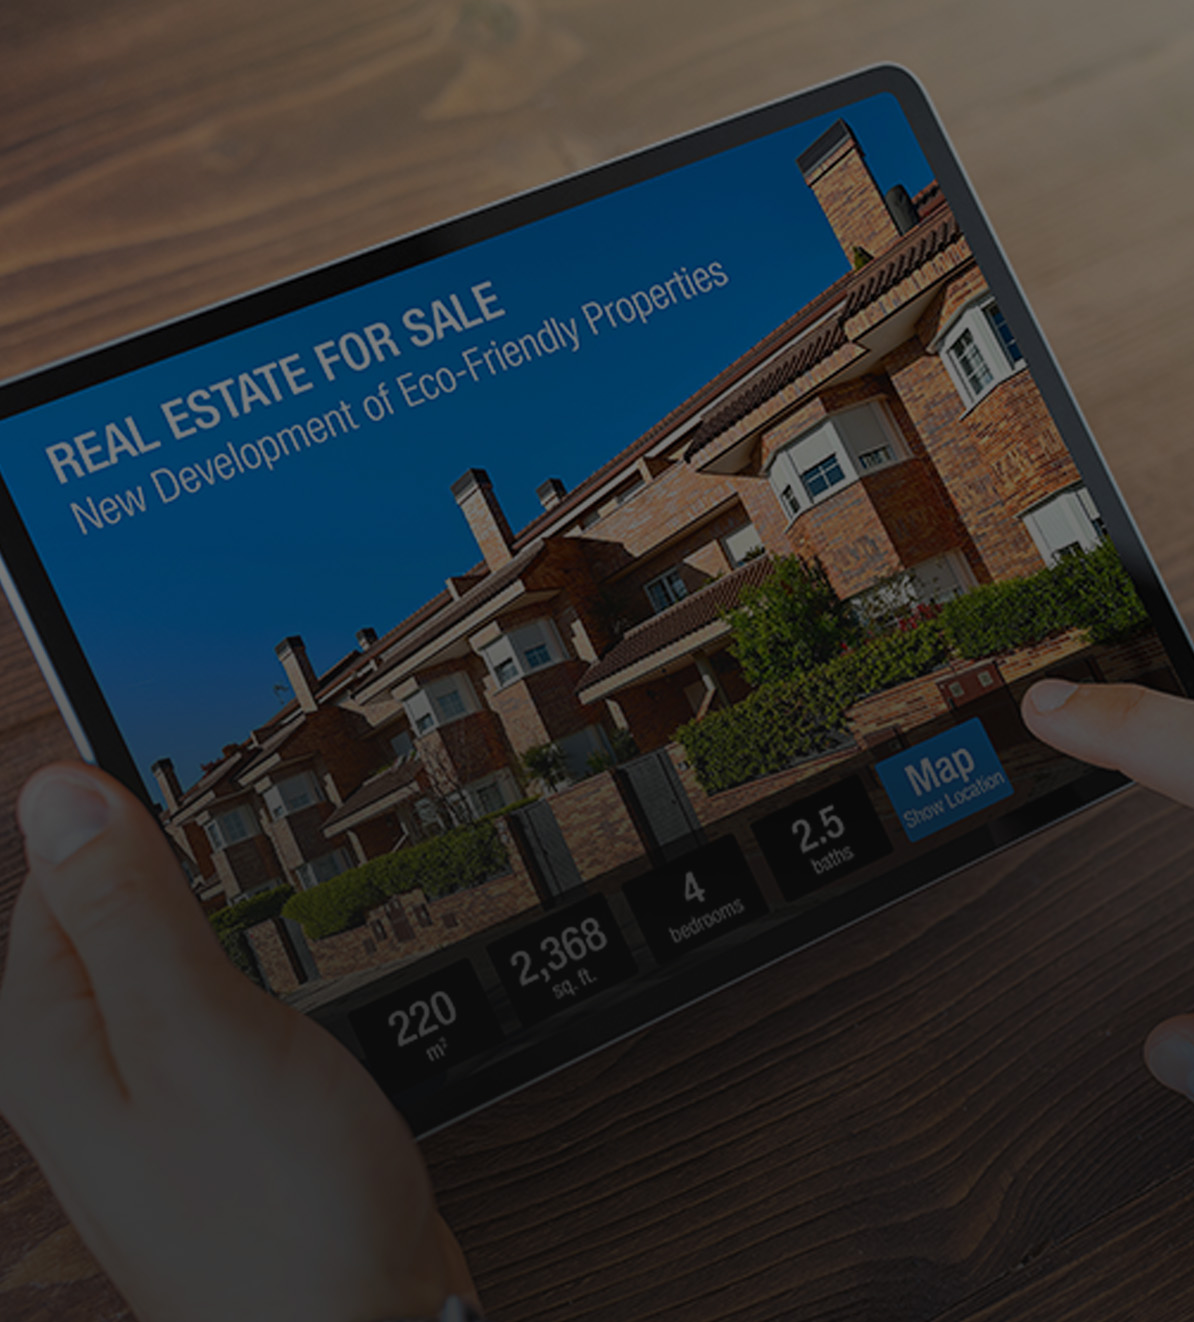 REAL ESTATE FOR SALE
New Development of Eco-Friendly Properties
220
m²
2,368
sq. ft.
4
bedrooms
2.5
baths
Map
Show Location